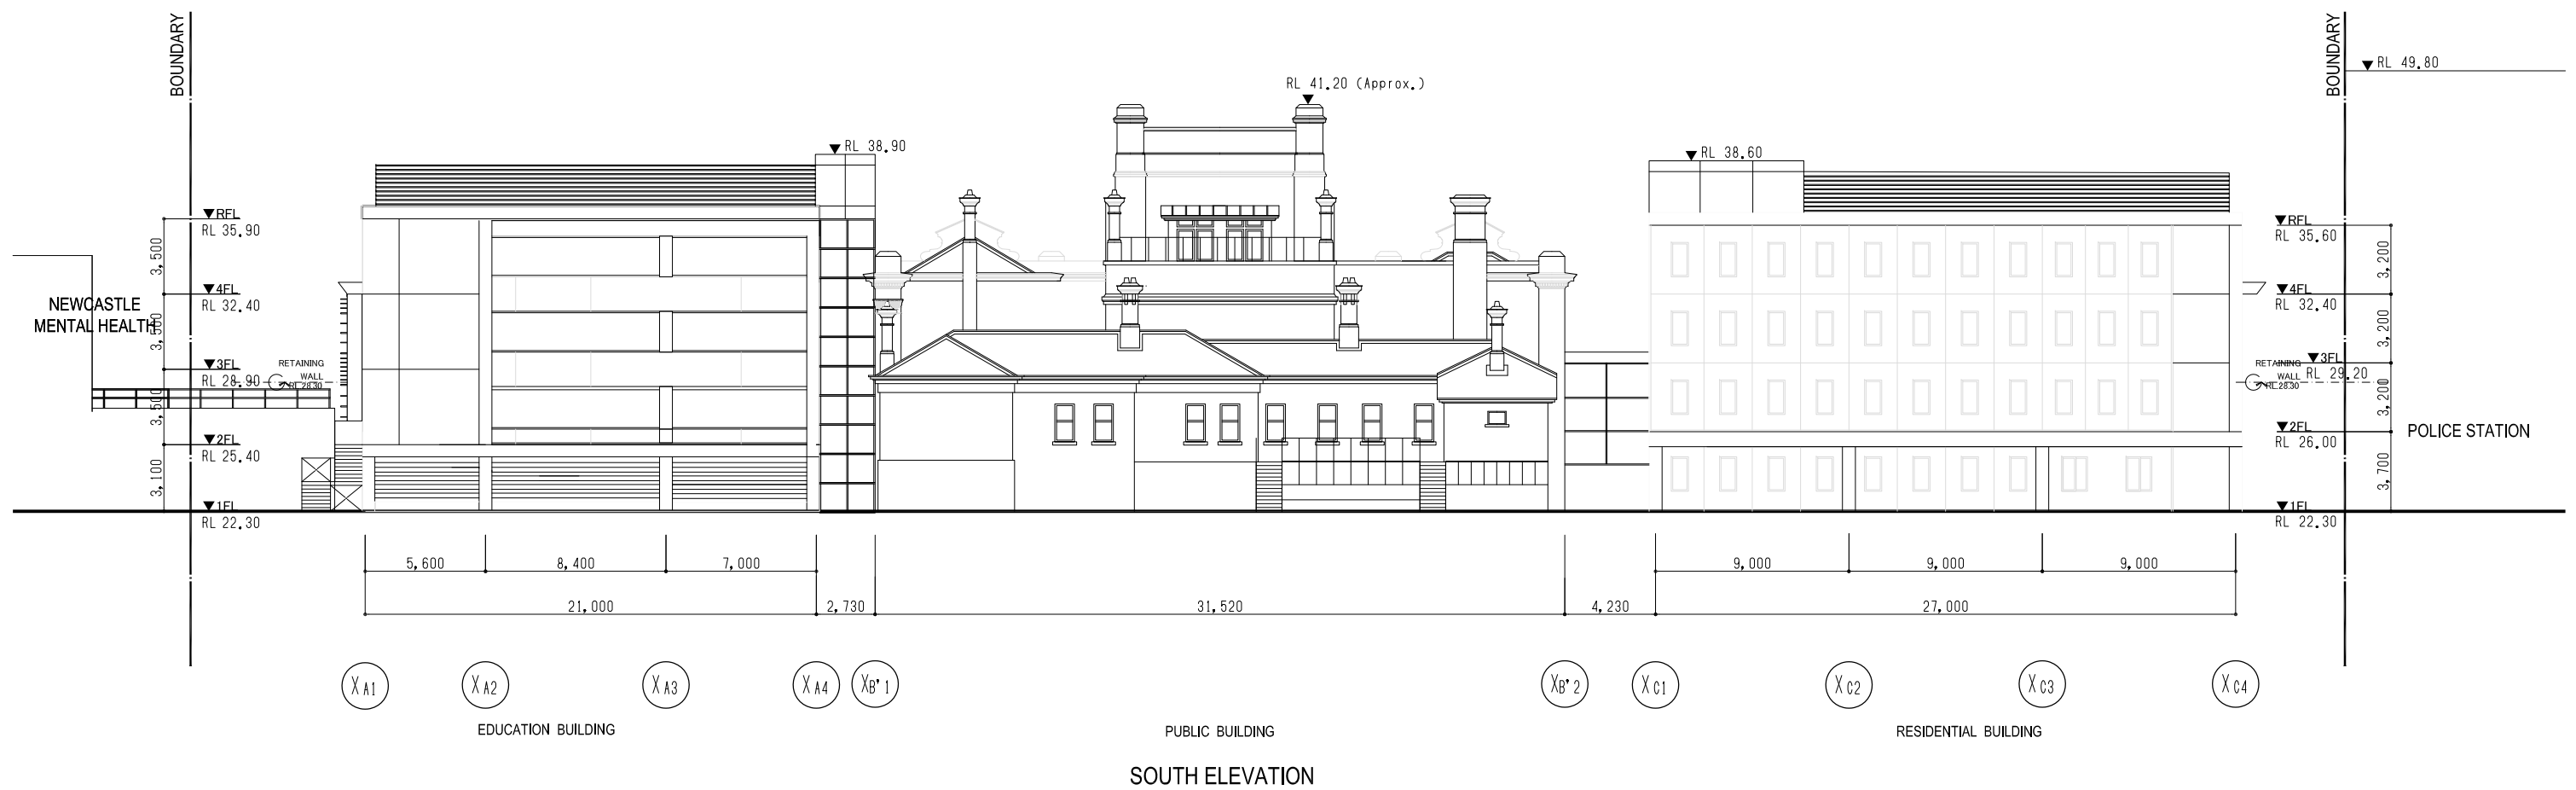 BOUNDARY
BOUNDARY
RL 49.80
RL 41.20 (Approx.)
RL 38.90
RL 38.60
RFL
RL 35.90
3,500
4FL
RL 32.40
3,500
3FL
RL 28.90
3,500
2FL
RL 25.40
3,100
1FL
RL 22.30
NEWCASTLE
MENTAL HEALTH
RETAINING
WALL
RL 28.30
RFL
RL 35.60
3,200
4FL
RL 32.40
3,200
3FL
RL 29.20
3,200
2FL
RL 26.00
3,700
1FL
RL 22.30
RETAINING
WALL
RL 28.30
POLICE STATION
5,600 8,400 7,000 9,000 9,000 9,000
21,000 2,730 31,520 4,230 27,000
XA1 XA2 XA3 XA4 XB'1 XB'2 XC1 XC2 XC3 XC4
EDUCATION BUILDING PUBLIC BUILDING RESIDENTIAL BUILDING
SOUTH ELEVATION